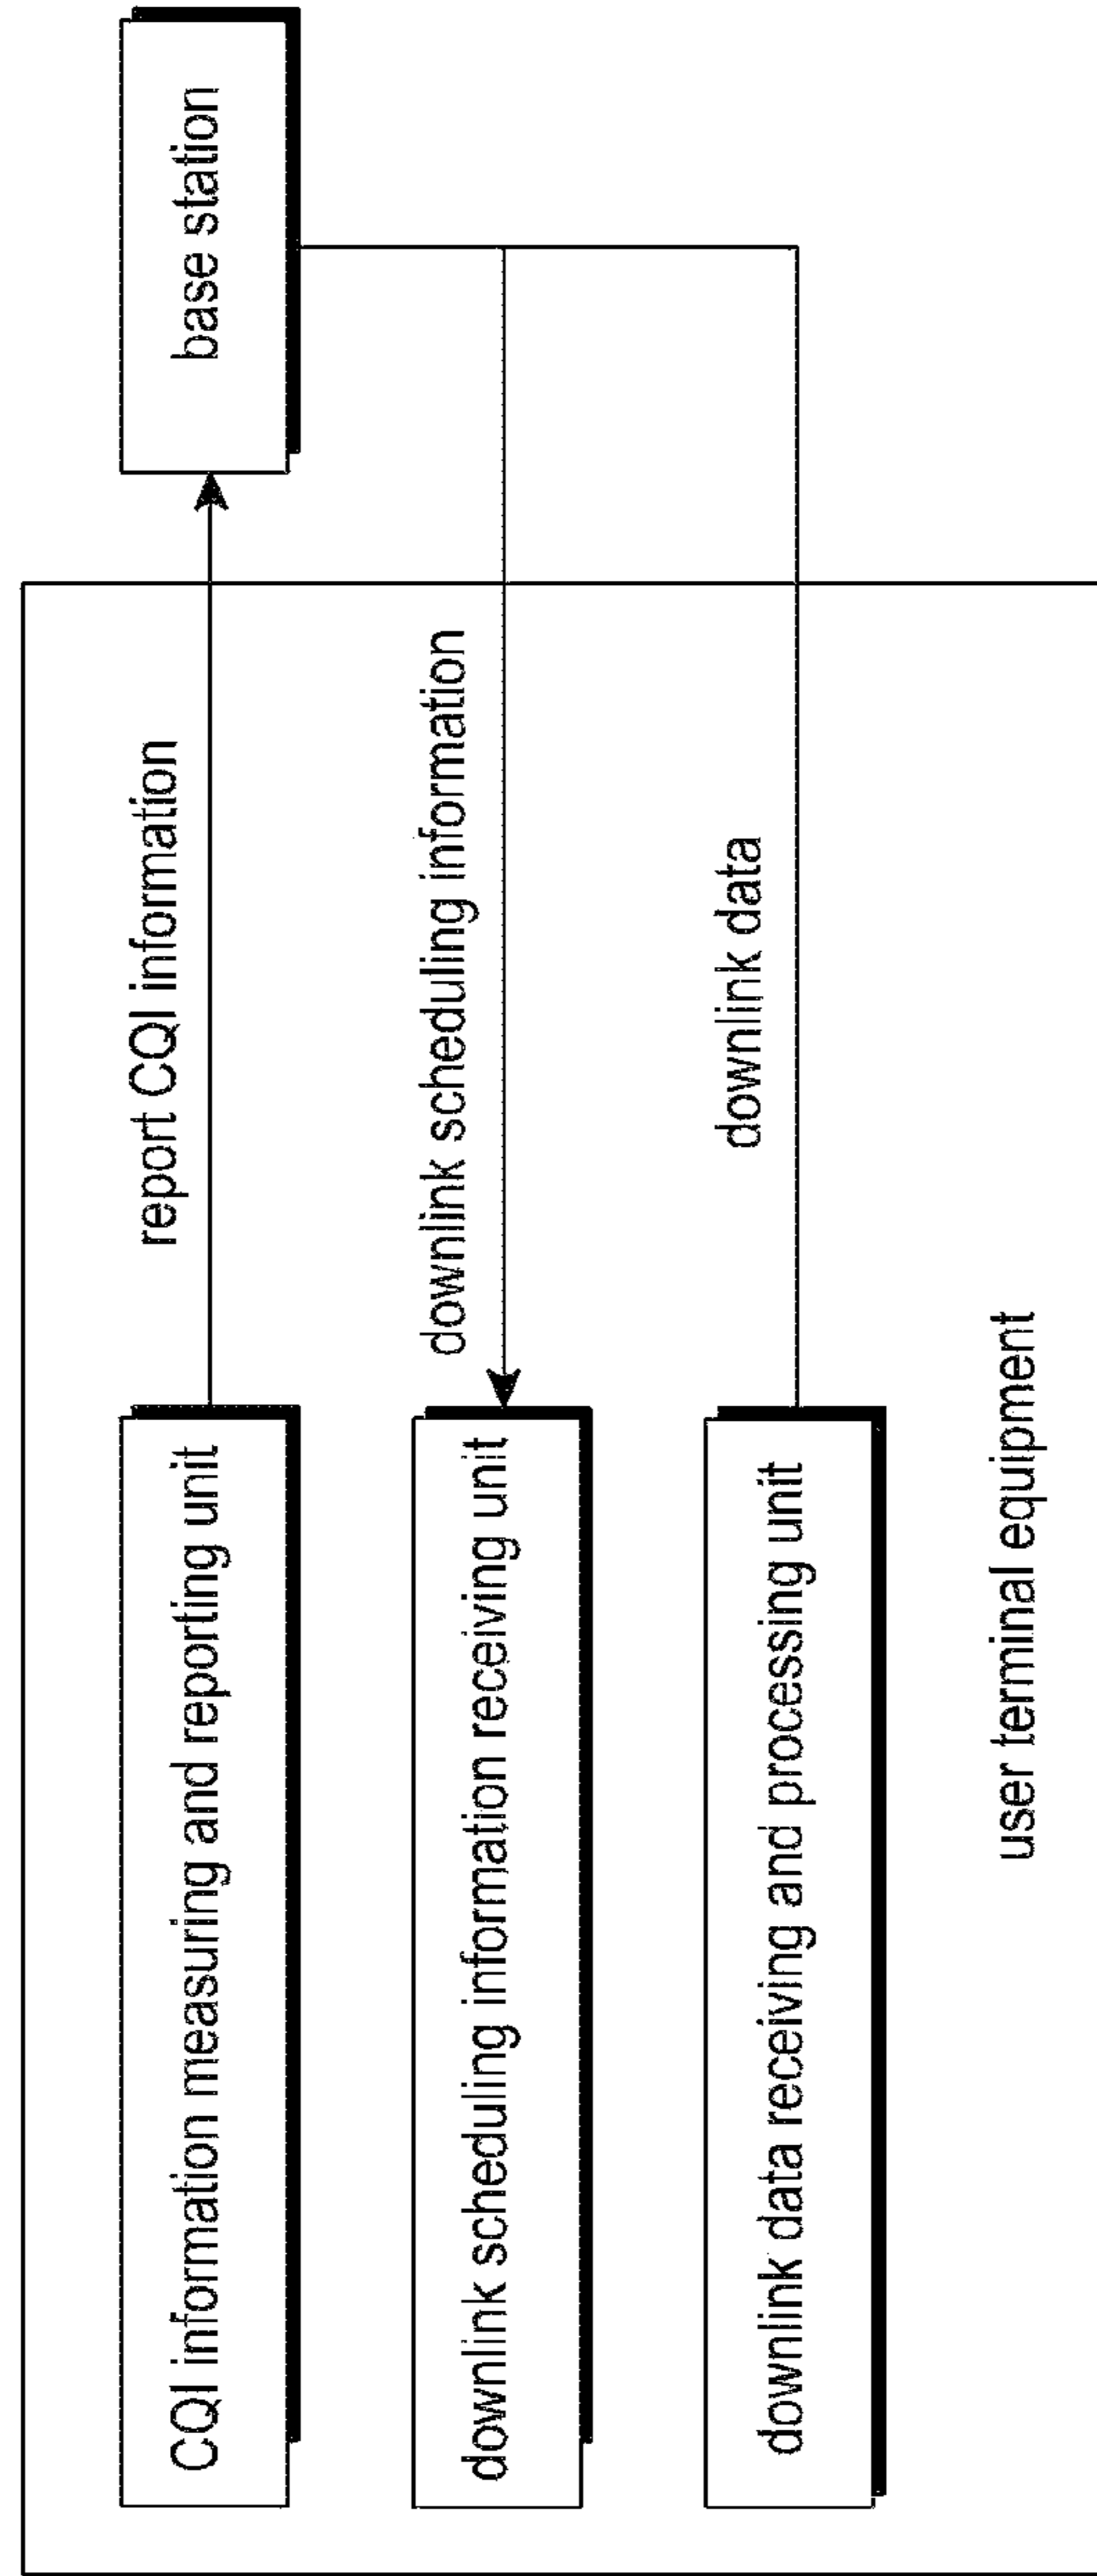 CQI information measuring and reporting unit
report CQI information
base station
downlink scheduling information receiving unit
downlink scheduling information
downlink data receiving and processing unit
downlink data
user terminal equipment